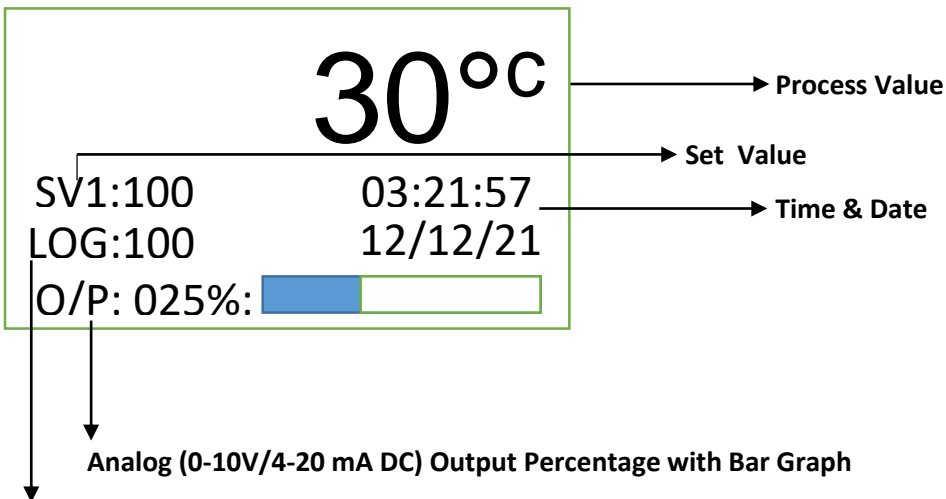 30°C
Process Value
Set Value
SV1:100 03:21:57
Time & Date
LOG:100 12/12/21
O/P: 025%:
Analog (0-10V/4-20 mA DC) Output Percentage with Bar Graph